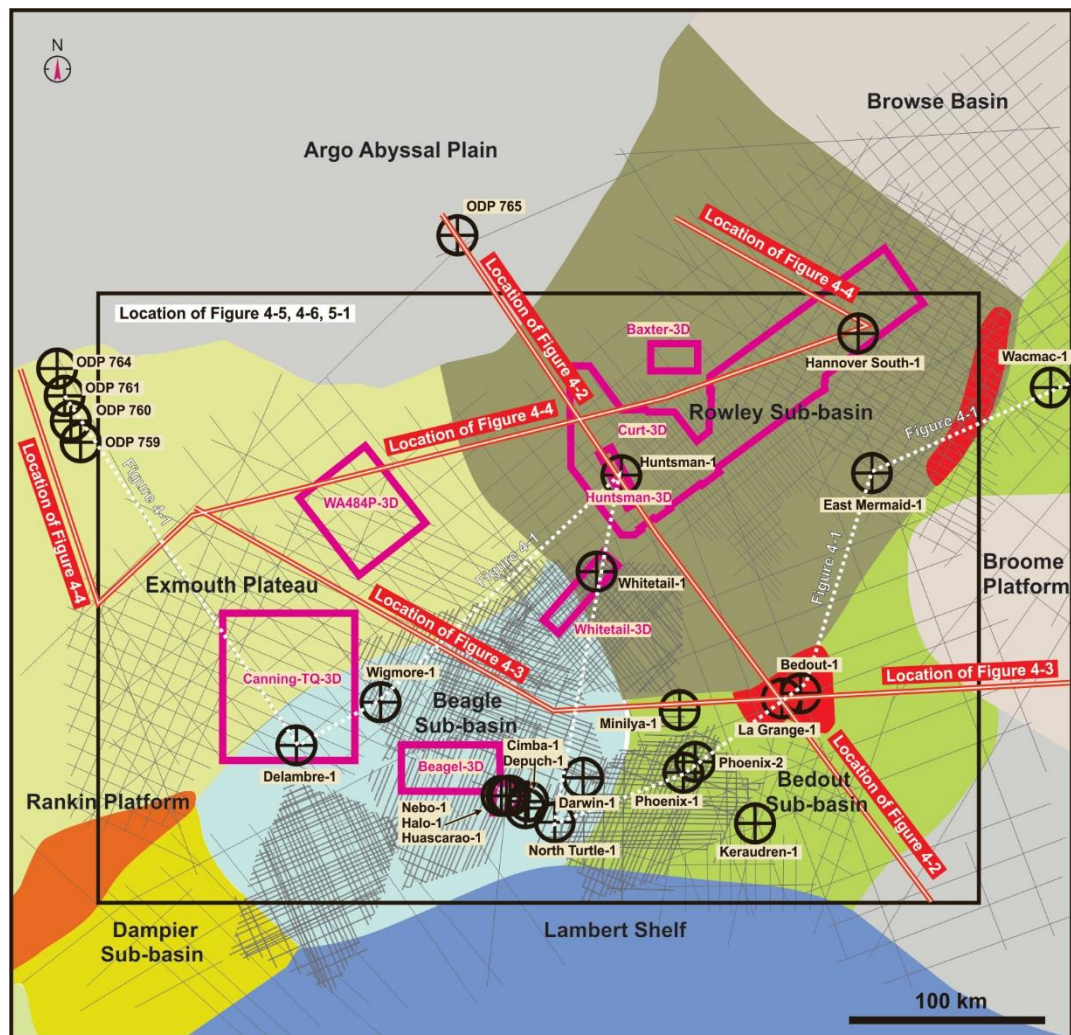 N
Browse Basin
Argo Abyssal Plain
ODP 765
Location of Figure 4-4
Location of Figure 4-2
Location of Figure 4-5, 4-6, 5-1
Baxter-3D
Hannover South-1
Wacmac-1
ODP 764
ODP 761
ODP 760
ODP 759
Location of Figure 4-4
Rowley Sub-basin
Curt-3D
Figure 4-1
Figure 4-1
Huntsman-1
Huntsman-3D
East Mermaid-1
WA484P-3D
Location of Figure 4-4
Figure 4-1
Figure 4-1
Broome
Platform
Exmouth Plateau
Whitetail-1
Whitetail-3D
Location of Figure 4-3
Canning-TQ-3D
Wigmore-1
Beagle
Sub-basin
Bedout-1
Location of Figure 4-3
Minilya-1
La Grange-1
Delambre-1
Beagel-3D
Cimba-1
Depuch-1
Phoenix-2
Location of Figure 4-2
Bedout
Sub-basin
Rankin Platform
Nebo-1
Halo-1
Huascarao-1
Darwin-1
Phoenix-1
North Turtle-1
Keraudren-1
Dampier
Sub-basin
Lambert Shelf
100 km